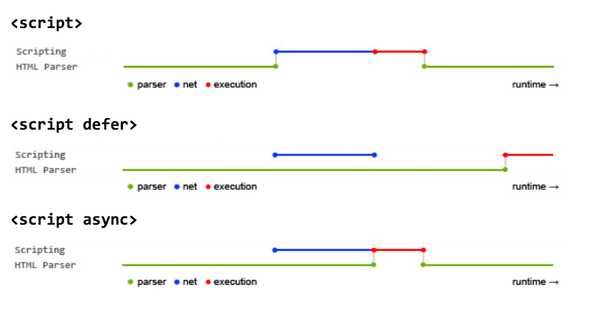 <script>
Scripting
HTML Parser
parser net execution runtime →
<script defer>
Scripting
HTML Parser
parser net execution runtime →
<script async>
Scripting
HTML Parser
parser net execution runtime →